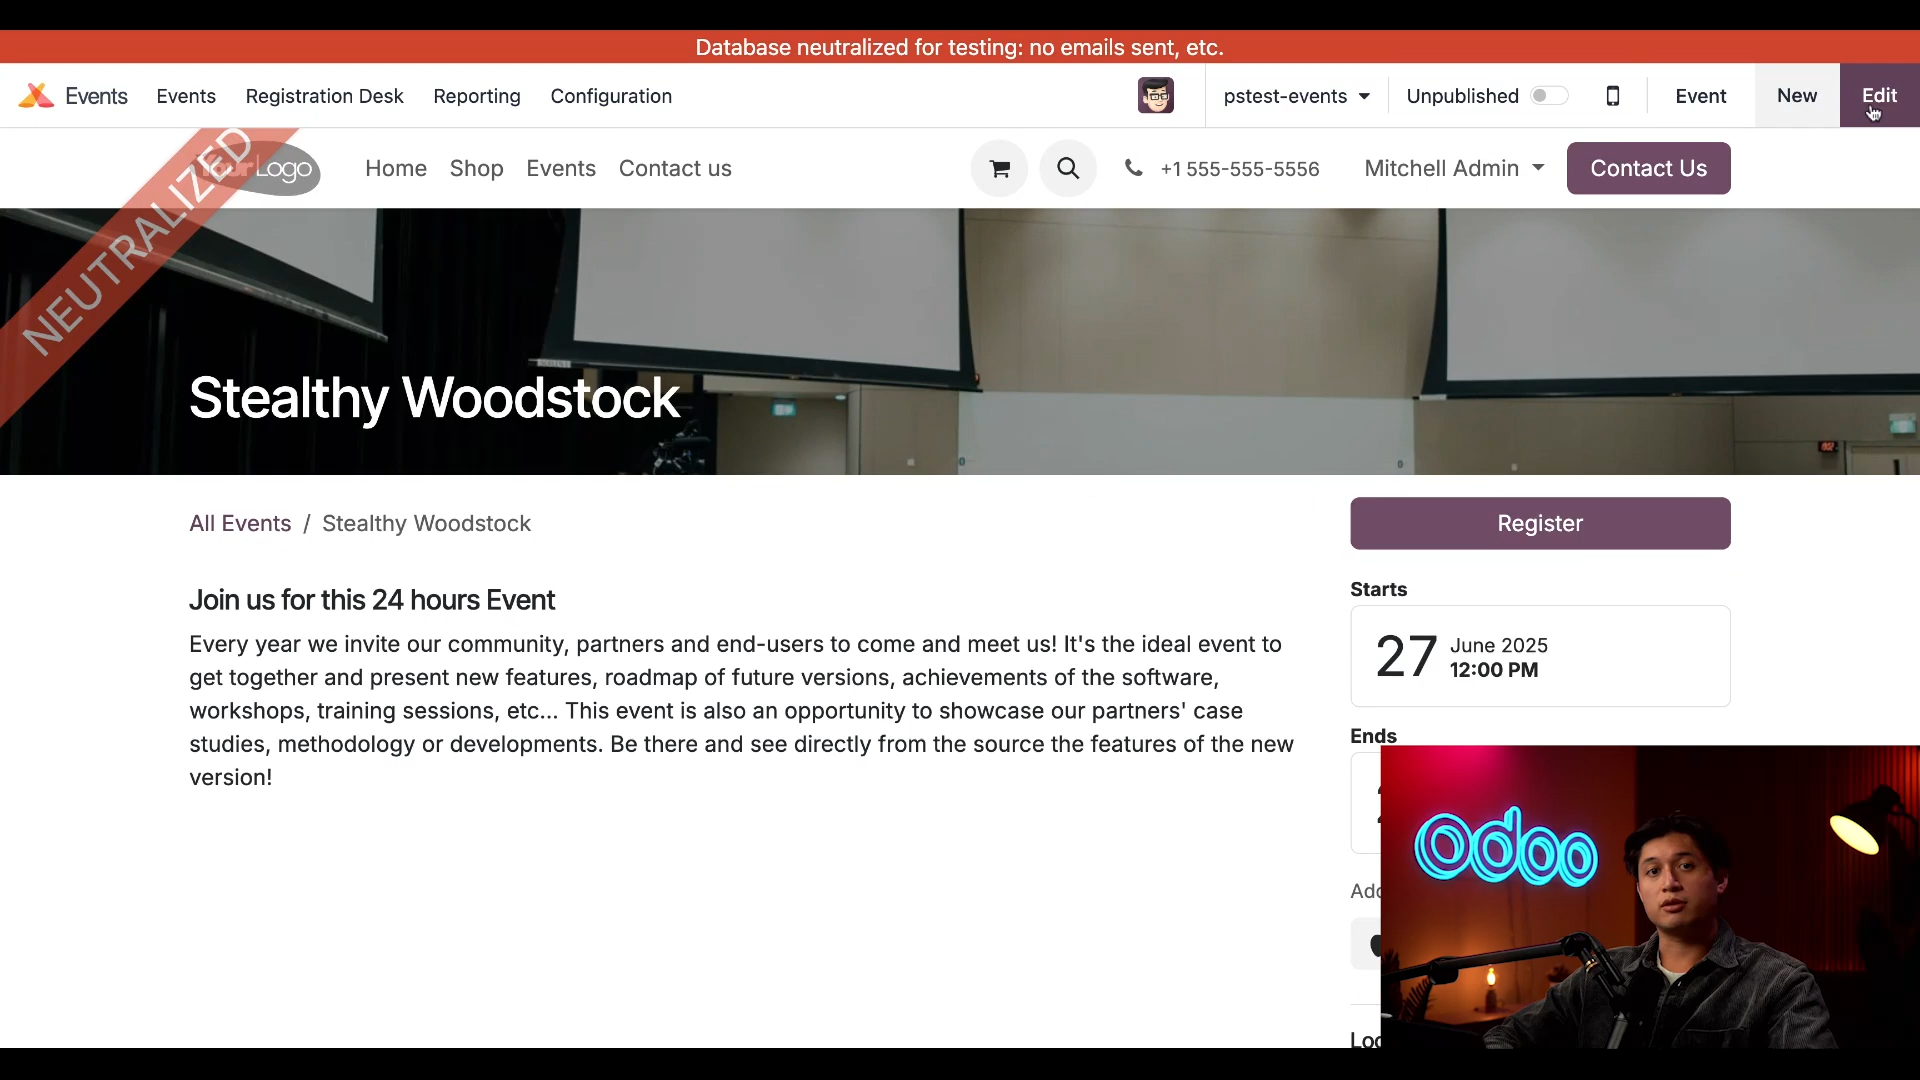 Database neutralized for testing: no emails sent, etc.
Events Events Registration Desk Reporting Configuration pstest-events Unpublished Event New Edit
NEUTRALIZED
Your Logo Home Shop Events Contact us +1 555-555-5556 Mitchell Admin Contact Us
Stealthy Woodstock
All Events / Stealthy Woodstock
Register
Starts
27 June 2025
12:00 PM
Ends
Join us for this 24 hours Event
Every year we invite our community, partners and end-users to come and meet us! It's the ideal event to
get together and present new features, roadmap of future versions, achievements of the software,
workshops, training sessions, etc... This event is also an opportunity to showcase our partners' case
studies, methodology or developments. Be there and see directly from the source the features of the new
version!
odoo